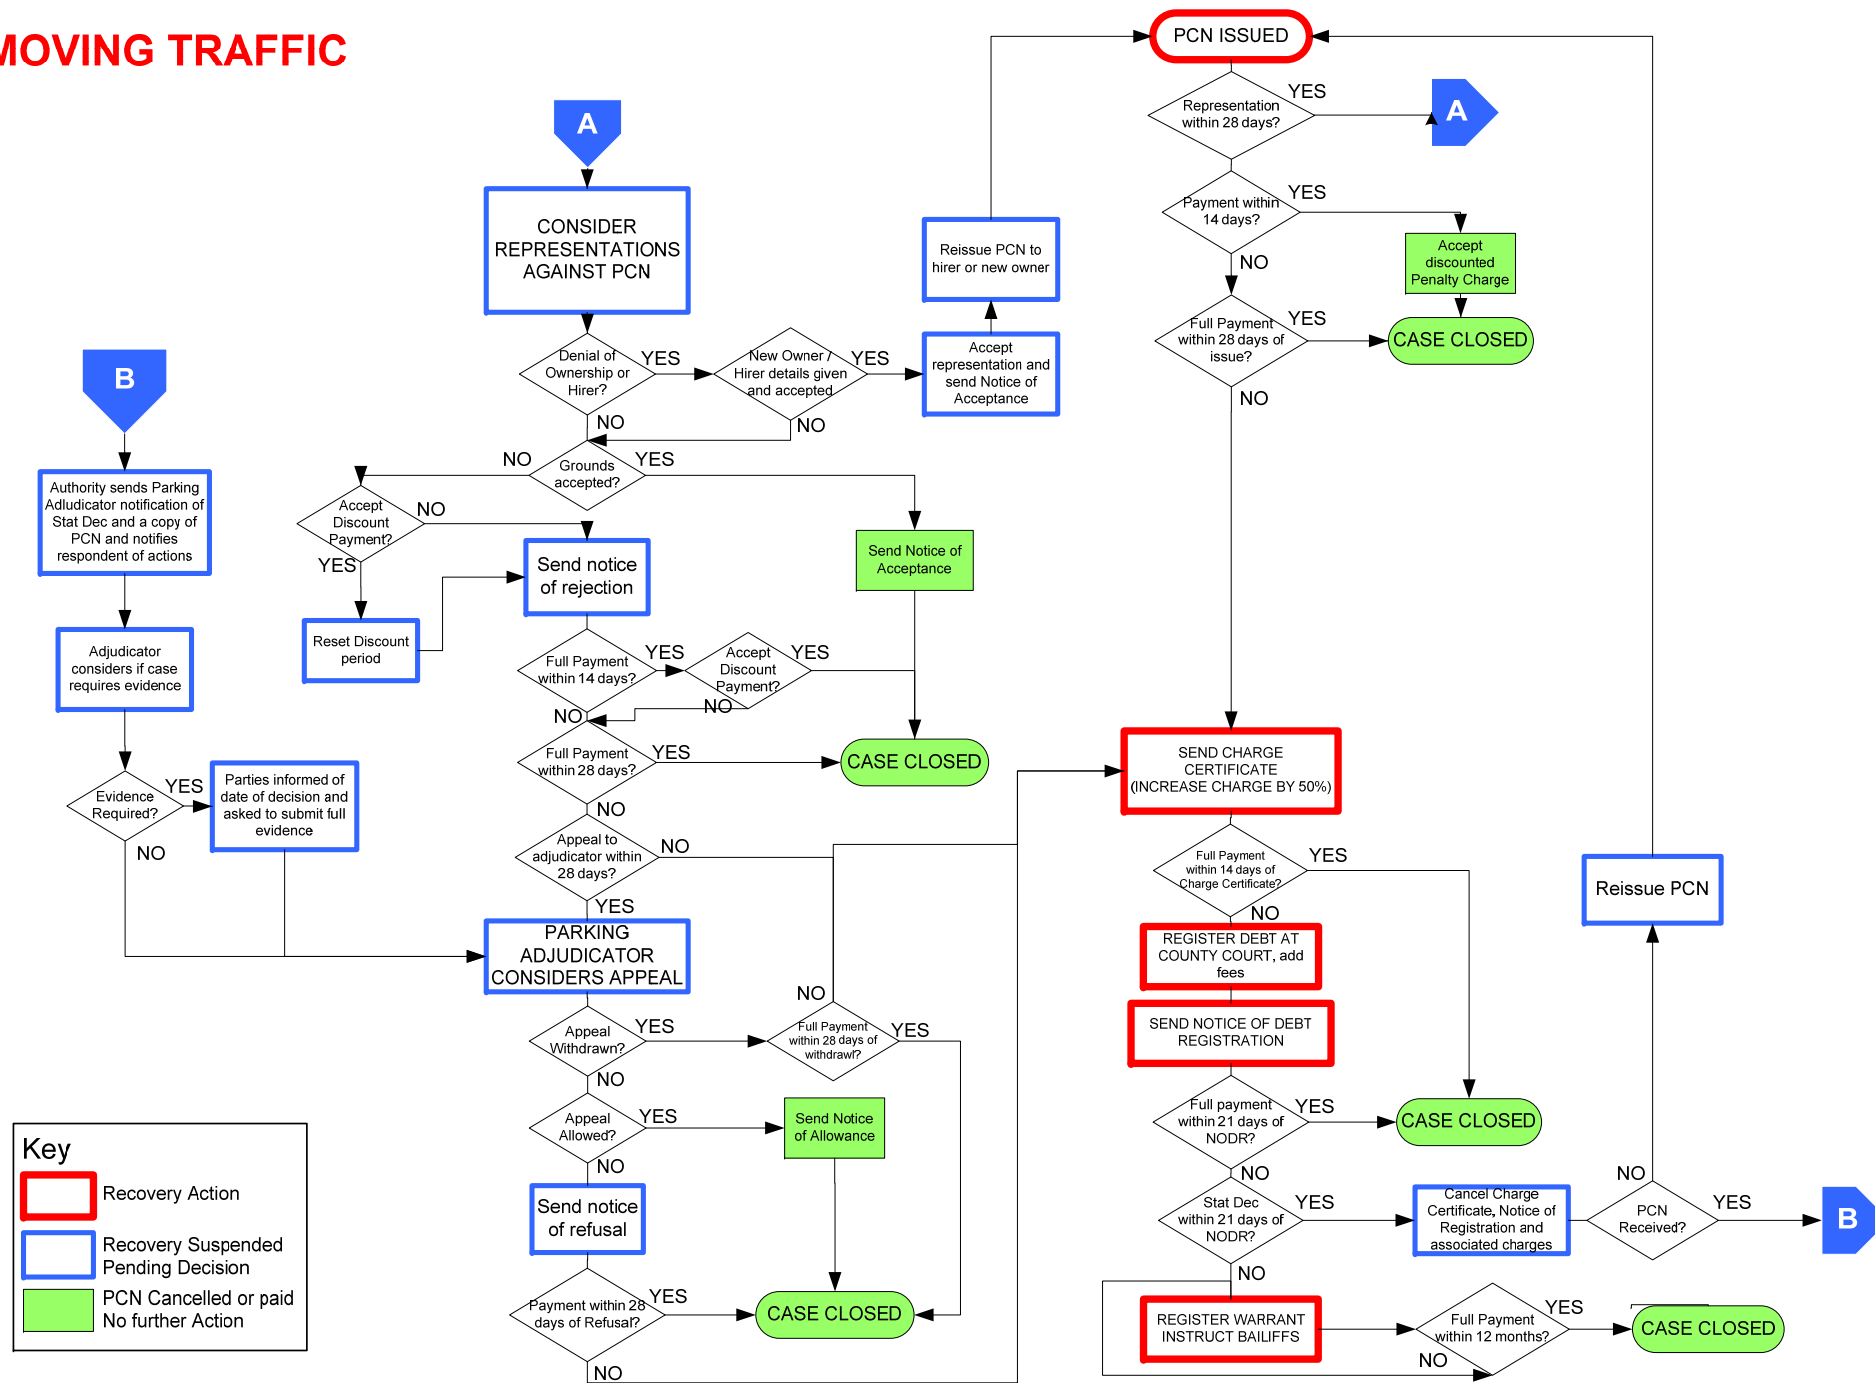 MOVING TRAFFIC
PCN ISSUED
Representation
within 28 days?
YES
A
Payment within
14 days?
YES
NO
Accept
discounted
Penalty Charge
Full Payment
within 28 days of
issue?
YES
CASE CLOSED
NO
A
CONSIDER
REPRESENTATIONS
AGAINST PCN
Reissue PCN to
hirer or new owner
Denial of
Ownership or
Hirer?
YES
NO
New Owner /
Hirer details given
and accepted
YES
NO
Accept
representation and
send Notice of
Acceptance
Grounds
accepted?
NO
YES
Accept
Discount
Payment?
NO
YES
Reset Discount
period
Send notice
of rejection
Send Notice of
Acceptance
Full Payment
within 14 days?
YES
NO
Accept
Discount
Payment?
YES
NO
Full Payment
within 28 days?
YES
NO
CASE CLOSED
Appeal to
adjudicator within
28 days?
NO
YES
B
Authority sends Parking
Adludicator notification of
Stat Dec and a copy of
PCN and notifies
respondent of actions
Adjudicator
considers if case
requires evidence
Evidence
Required?
YES
NO
Parties informed of
date of decision and
asked to submit full
evidence
PARKING
ADJUDICATOR
CONSIDERS APPEAL
Appeal
Withdrawn?
YES
NO
NO
Full Payment
within 28 days of
withdrawl?
YES
Appeal
Allowed?
YES
NO
Send Notice
of Allowance
Send notice
of refusal
Payment within 28
days of Refusal?
YES
NO
CASE CLOSED
SEND CHARGE
CERTIFICATE
(INCREASE CHARGE BY 50%)
Full Payment
within 14 days of
Charge Certificate?
YES
NO
REGISTER DEBT AT
COUNTY COURT, add
fees
SEND NOTICE OF DEBT
REGISTRATION
Full payment
within 21 days of
NODR?
YES
NO
CASE CLOSED
Stat Dec
within 21 days of
NODR?
YES
NO
Cancel Charge
Certificate, Notice of
Registration and
associated charges
PCN
Received?
NO
YES
B
Reissue PCN
REGISTER WARRANT
INSTRUCT BAILIFFS
Full Payment
within 12 months?
YES
NO
CASE CLOSED
Key
Recovery Action
Recovery Suspended
Pending Decision
PCN Cancelled or paid
No further Action